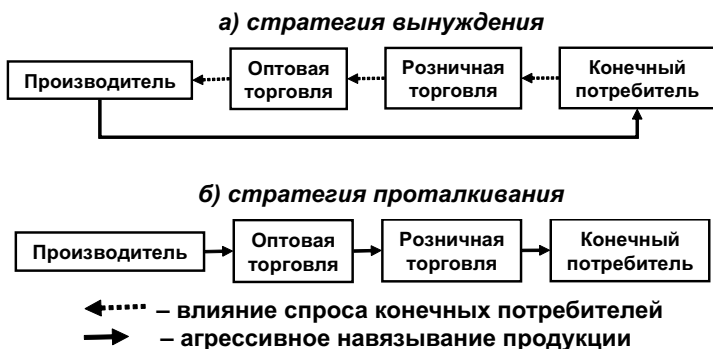 а) стратегия вынуждения
Производитель
Оптовая
торговля
Розничная
торговля
Конечный
потребитель
б) стратегия проталкивания
Производитель
Оптовая
торговля
Розничная
торговля
Конечный
потребитель
– влияние спроса конечных потребителей
– агрессивное навязывание продукции